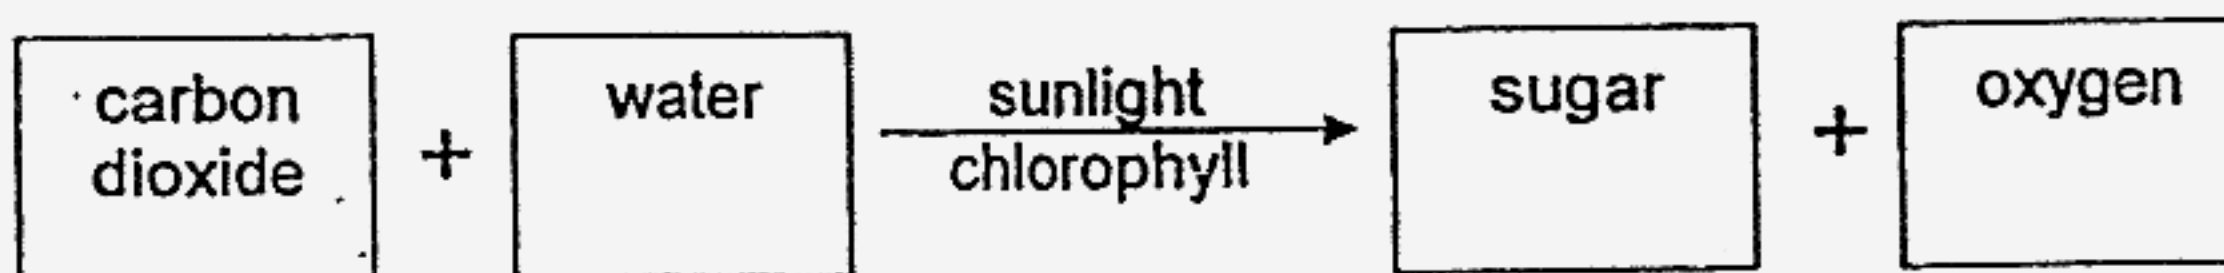 carbon
dioxide
+
water
sunlight
chlorophyll
sugar
+
oxygen